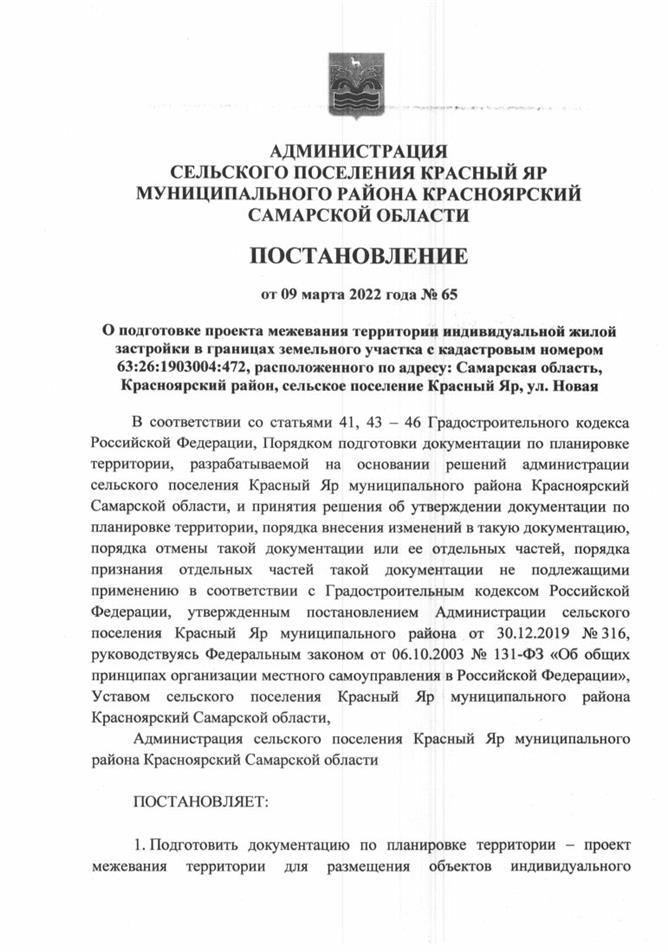 АДМИНИСТРАЦИЯ
СЕЛЬСКОГО ПОСЕЛЕНИЯ КРАСНЫЙ ЯР
МУНИЦИПАЛЬНОГО РАЙОНА КРАСНОЯРСКИЙ
САМАРСКОЙ ОБЛАСТИ
ПОСТАНОВЛЕНИЕ
от 09 марта 2022 года № 65
О подготовке проекта межевания территории индивидуальной жилой
застройки в границах земельного участка с кадастровым номером
63:26:1903004:472, расположенного по адресу: Самарская область,
Красноярский район, сельское поселение Красный Яр, ул. Новая
В соответствии со статьями 41, 43 – 46 Градостроительного кодекса
Российской Федерации, Порядком подготовки документации по планировке
территории, разрабатываемой на основании решений администрации
сельского поселения Красный Яр муниципального района Красноярский
Самарской области, и принятия решения об утверждении документации по
планировке территории, порядка внесения изменений в такую документацию,
порядка отмены такой документации или ее отдельных частей, порядка
признания отдельных частей такой документации не подлежащими
применению в соответствии с Градостроительным кодексом Российской
Федерации, утвержденным постановлением Администрации сельского
поселения Красный Яр муниципального района от 30.12.2019 № 316,
руководствуясь Федеральным законом от 06.10.2003 № 131-ФЗ «Об общих
принципах организации местного самоуправления в Российской Федерации»,
Уставом сельского поселения Красный Яр муниципального района
Красноярский Самарской области,
Администрация сельского поселения Красный Яр муниципального
района Красноярский Самарской области
ПОСТАНОВЛЯЕТ:
1. Подготовить документацию по планировке территории – проект
межевания территории для размещения объектов индивидуального